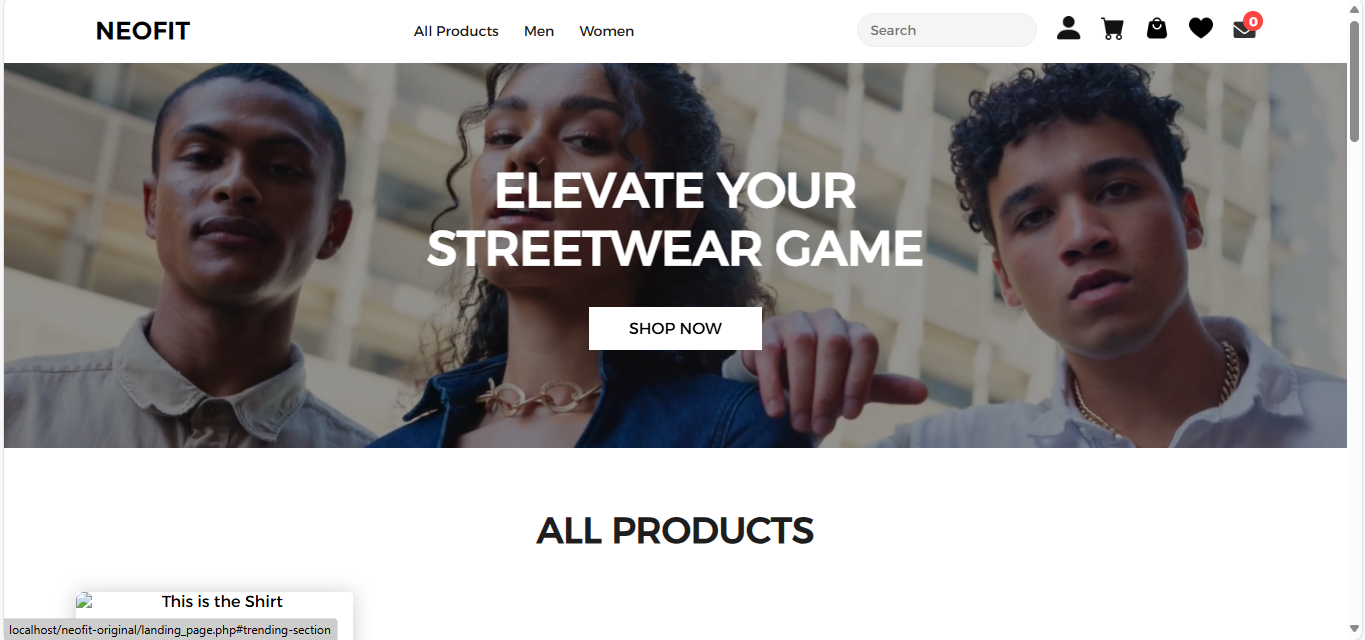 NEOFIT
All Products
Men
Women
Search
0
ELEVATE YOUR
STREETWEAR GAME
SHOP NOW
ALL PRODUCTS
This is the Shirt
localhost/neofit-original/landing_page.php#trending-section